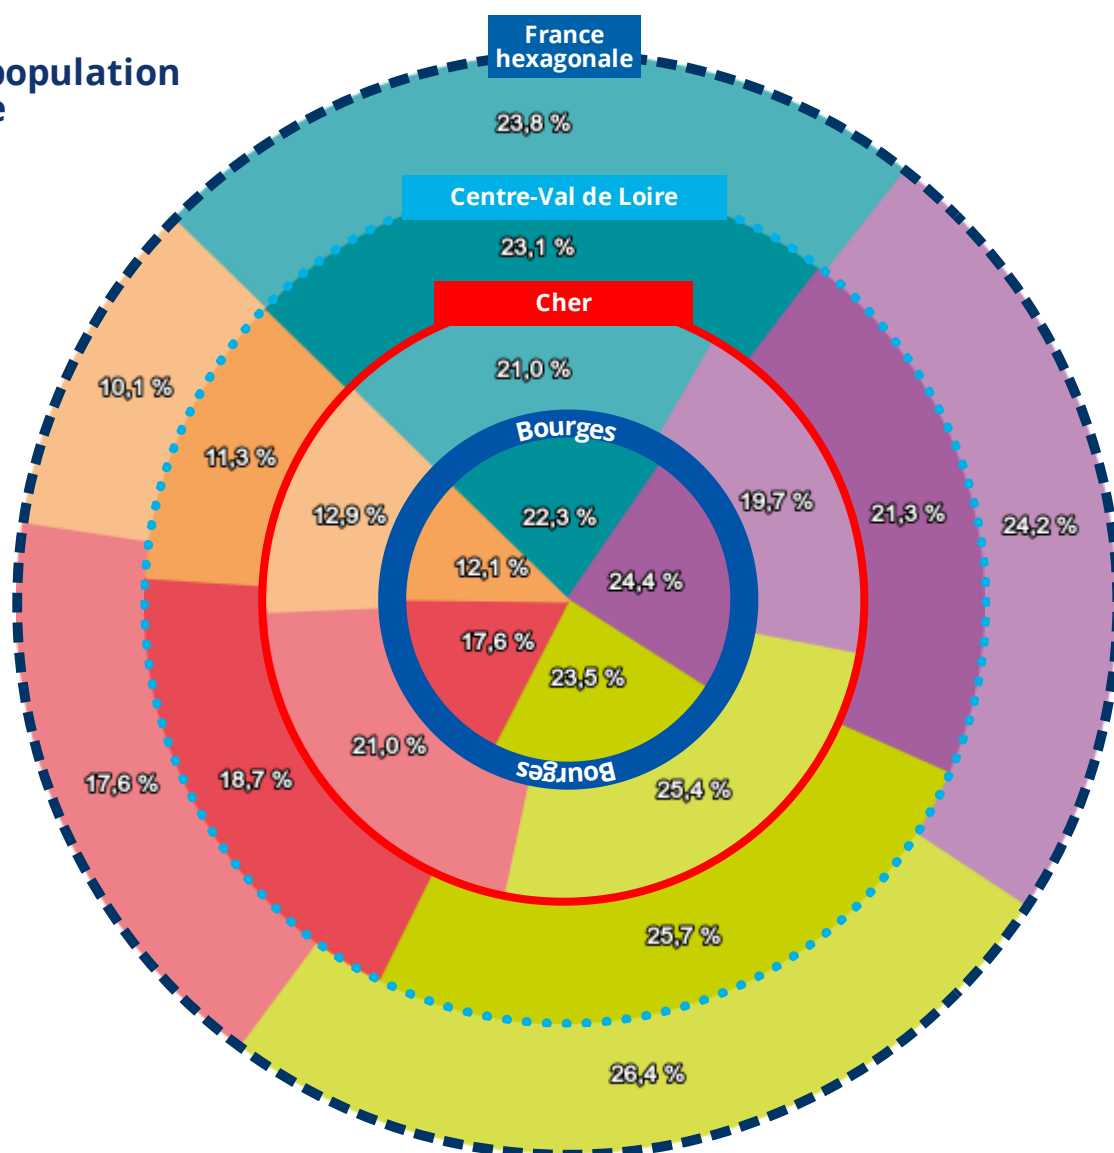 France
hexagonale
population
e
23,8 %
Centre-Val de Loire
23,1 %
Cher
21,0 %
10,1 %
Bourges
11,3 %
12,9 %
22,3 %
19,7 %
21,3 %
24,2 %
12,1 %
24,4 %
17,6 %
23,5 %
21,0 %
Bourges
17,6 %
18,7 %
25,4 %
25,7 %
26,4 %